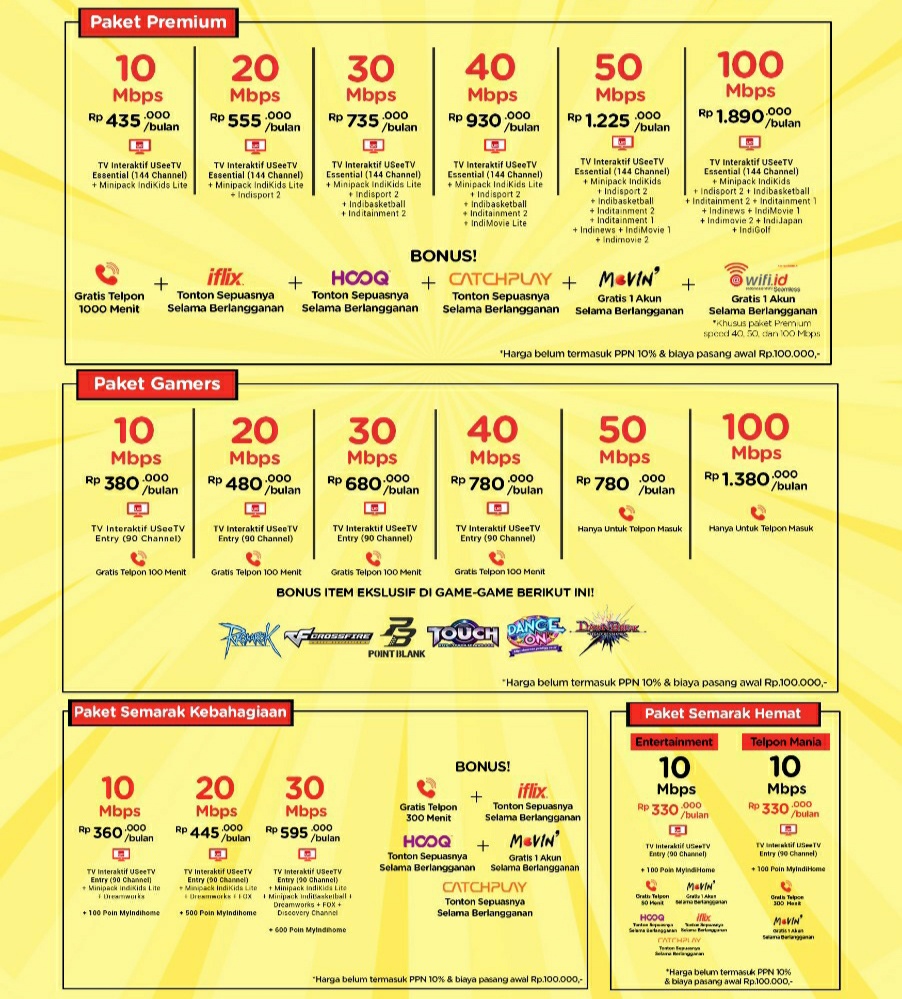 Paket Premium
10 Mbps
Rp 435.000 /bulan
TV Interaktif USeeTV
Essential (144 Channel)
+ Minipack IndiKids Lite
20 Mbps
Rp 555.000 /bulan
TV Interaktif USeeTV
Essential (144 Channel)
+ Minipack IndiKids Lite
+ Indisport 2
30 Mbps
Rp 735.000 /bulan
TV Interaktif USeeTV
Essential (144 Channel)
+ Minipack IndiKids Lite
+ Indisport 2
+ Indibasketball
+ Inditainment 2
40 Mbps
Rp 930.000 /bulan
TV Interaktif USeeTV
Essential (144 Channel)
+ Minipack IndiKids Lite
+ Indisport 2
+ Indibasketball
+ Inditainment 2
+ IndiMovie Lite
50 Mbps
Rp 1.225.000 /bulan
TV Interaktif USeeTV
Essential (144 Channel)
+ Minipack IndiKids
+ Indisport 2
+ Indibasketball
+ Inditainment 2
+ Inditainment 1
+ Indinews + IndiMovie 1
+ Indimovie 2
100 Mbps
Rp 1.890.000 /bulan
TV Interaktif USeeTV
Essential (144 Channel)
+ Minipack IndiKids
+ Indisport 2 + Indibasketball
+ Inditainment 2 + Inditainment 1
+ Indinews + IndiMovie 1
+ Indimovie 2 + IndiJapan
+ IndiGolf
BONUS!
Gratis Telpon
1000 Menit
+
iflix
Tonton Sepuasnya
Selama Berlangganan
+
HOOQ
Tonton Sepuasnya
Selama Berlangganan
+
CATCHPLAY
Tonton Sepuasnya
Selama Berlangganan
+
MOVIN'
Gratis 1 Akun
Selama Berlangganan
+
@wifi.id
Seamless
Gratis 1 Akun
Selama Berlangganan
*Khusus paket Premium
speed 40, 50, dan 100 Mbps
*Harga belum termasuk PPN 10% & biaya pasang awal Rp.100.000,-
Paket Gamers
10 Mbps
Rp 380.000 /bulan
TV Interaktif USeeTV
Entry (90 Channel)
Gratis Telpon 100 Menit
20 Mbps
Rp 480.000 /bulan
TV Interaktif USeeTV
Entry (90 Channel)
Gratis Telpon 100 Menit
30 Mbps
Rp 680.000 /bulan
TV Interaktif USeeTV
Entry (90 Channel)
Gratis Telpon 100 Menit
40 Mbps
Rp 780.000 /bulan
TV Interaktif USeeTV
Entry (90 Channel)
Gratis Telpon 100 Menit
50 Mbps
Rp 780.000 /bulan
Hanya Untuk Telpon Masuk
100 Mbps
Rp 1.380.000 /bulan
Hanya Untuk Telpon Masuk
BONUS ITEM EKSLUSIF DI GAME-GAME BERIKUT INI!
RAGNAROK
CROSSFIRE
PB
POINT BLANK
TOUCH
DANCE ON
*Harga belum termasuk PPN 10% & biaya pasang awal Rp.100.000,-
Paket Semarak Kebahagiaan
10 Mbps
Rp 360.000 /bulan
TV Interaktif USeeTV
Entry (90 Channel)
+ Minipack IndiKids Lite
+ Dreamworks
+ 100 Poin MyIndihome
20 Mbps
Rp 445.000 /bulan
TV Interaktif USeeTV
Entry (90 Channel)
+ Minipack IndiKids Lite
+ Dreamworks + FOX
+ 500 Poin MyIndihome
30 Mbps
Rp 595.000 /bulan
TV Interaktif USeeTV
Entry (90 Channel)
+ Minipack IndiKids Lite
+ Minipack IndiBasketball +
Dreamworks + FOX +
Discovery Channel
+ 600 Poin MyIndihome
BONUS!
Gratis Telpon
300 Menit
+
iflix
Tonton Sepuasnya
Selama Berlangganan
HOOQ
Tonton Sepuasnya
Selama Berlangganan
+
MOVIN'
Gratis 1 Akun
Selama Berlangganan
CATCHPLAY
Tonton Sepuasnya
Selama Berlangganan
*Harga belum termasuk PPN 10% & biaya pasang awal Rp.100.000,-
Paket Semarak Hemat
Entertainment
10
Mbps
Rp 330.000 /bulan
TV Interaktif USeeTV
Entry (90 Channel)
+ 100 Poin MyIndiHome
Gratis Telpon
50 Menit
MOVIN'
Gratis 1 Akun
Selama Berlangganan
HOOQ
Tonton Sepuasnya
Selama Berlangganan
iflix
Tonton Sepuasnya
Selama Berlangganan
CATCHPLAY
Tonton Sepuasnya
Selama Berlangganan
Telpon Mania
10
Mbps
Rp 330.000 /bulan
TV Interaktif USeeTV
Entry (90 Channel)
+ 100 Poin MyIndiHome
Gratis Telpon
300 Menit
MOVIN'
Gratis 1 Akun
Selama Berlangganan
*Harga belum termasuk PPN 10%
& biaya pasang awal Rp.100.000,-